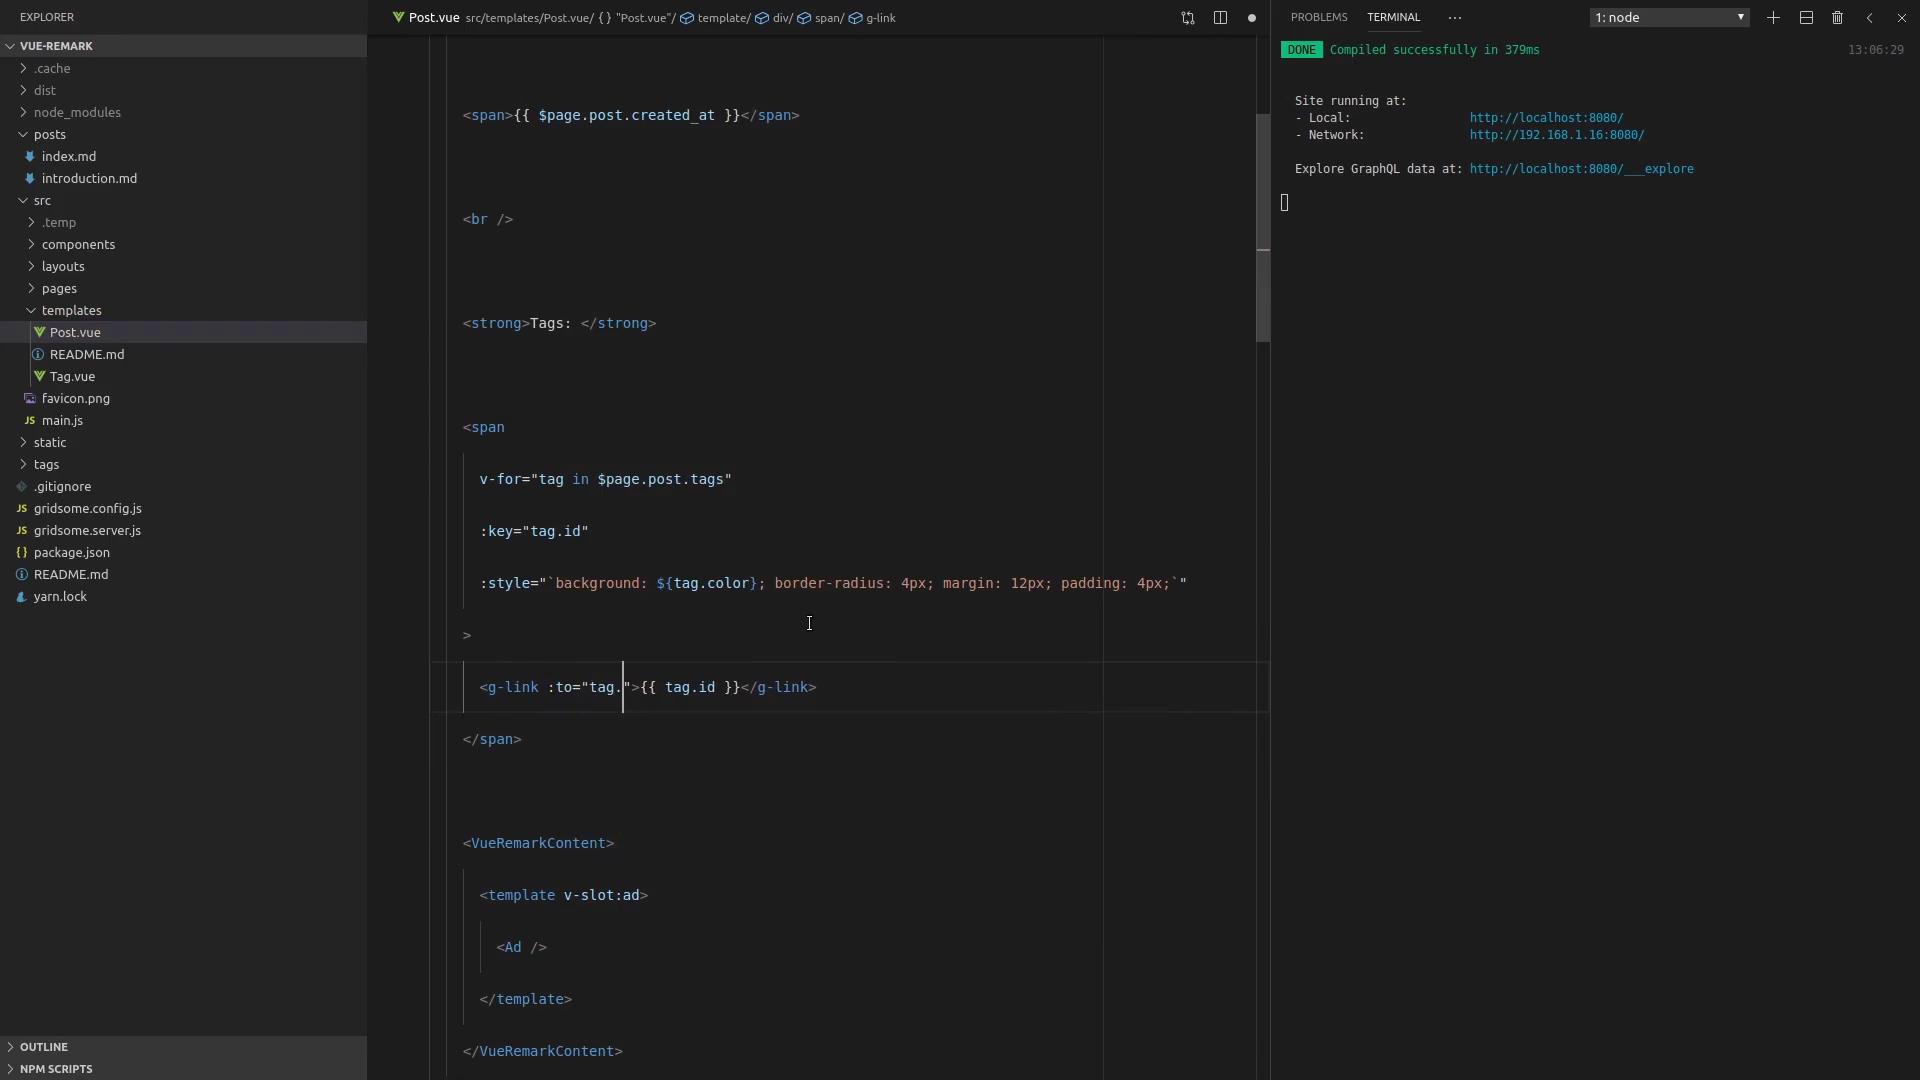 EXPLORER
VUE-REMARK
.cache
dist
node_modules
posts
index.md
introduction.md
src
.temp
components
layouts
pages
templates
Post.vue
README.md
Tag.vue
favicon.png
JS main.js
static
tags
.gitignore
JS gridsome.config.js
JS gridsome.server.js
{ } package.json
README.md
yarn.lock
OUTLINE
NPM SCRIPTS
Post.vue src/templates/Post.vue/ { } "Post.vue"/ template/ div/ span/ g-link
<span>{{ $page.post.created_at }}</span>
<br />
<strong>Tags: </strong>
<span
v-for="tag in $page.post.tags"
:key="tag.id"
:style="`background: ${tag.color}; border-radius: 4px; margin: 12px; padding: 4px;`"
>
<g-link :to="tag.">{{ tag.id }}</g-link>
</span>
<VueRemarkContent>
<template v-slot:ad>
<Ad />
</template>
</VueRemarkContent>
PROBLEMS TERMINAL ··· 1: node
DONE Compiled successfully in 379ms 13:06:29
Site running at:
- Local: http://localhost:8080/
- Network: http://192.168.1.16:8080/
Explore GraphQL data at: http://localhost:8080/___explore